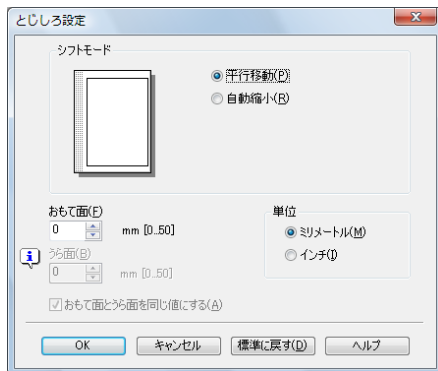 とじしろ設定
シフトモード
平行移動(P)
自動縮小(R)
おもて面(F)
0 mm [0..50]
うら面(B)
0 mm [0..50]
単位
ミリメートル(M)
インチ(I)
おもて面とうら面を同じ値にする(A)
OK キャンセル 標準に戻す(D) ヘルプ